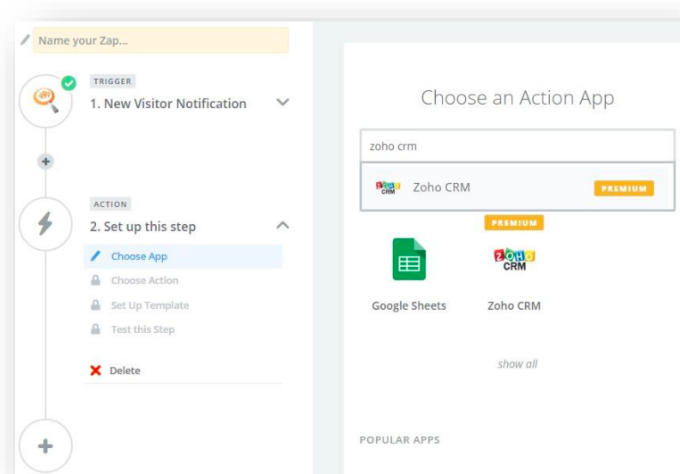 Name your Zap...
TRIGGER
1. New Visitor Notification
ACTION
2. Set up this step
Choose App
Choose Action
Set Up Template
Test this Step
Delete
Choose an Action App
zoho crm
ZOHO
CRM
Zoho CRM
PREMIUM
PREMIUM
ZOHO
CRM
Google Sheets
Zoho CRM
show all
POPULAR APPS